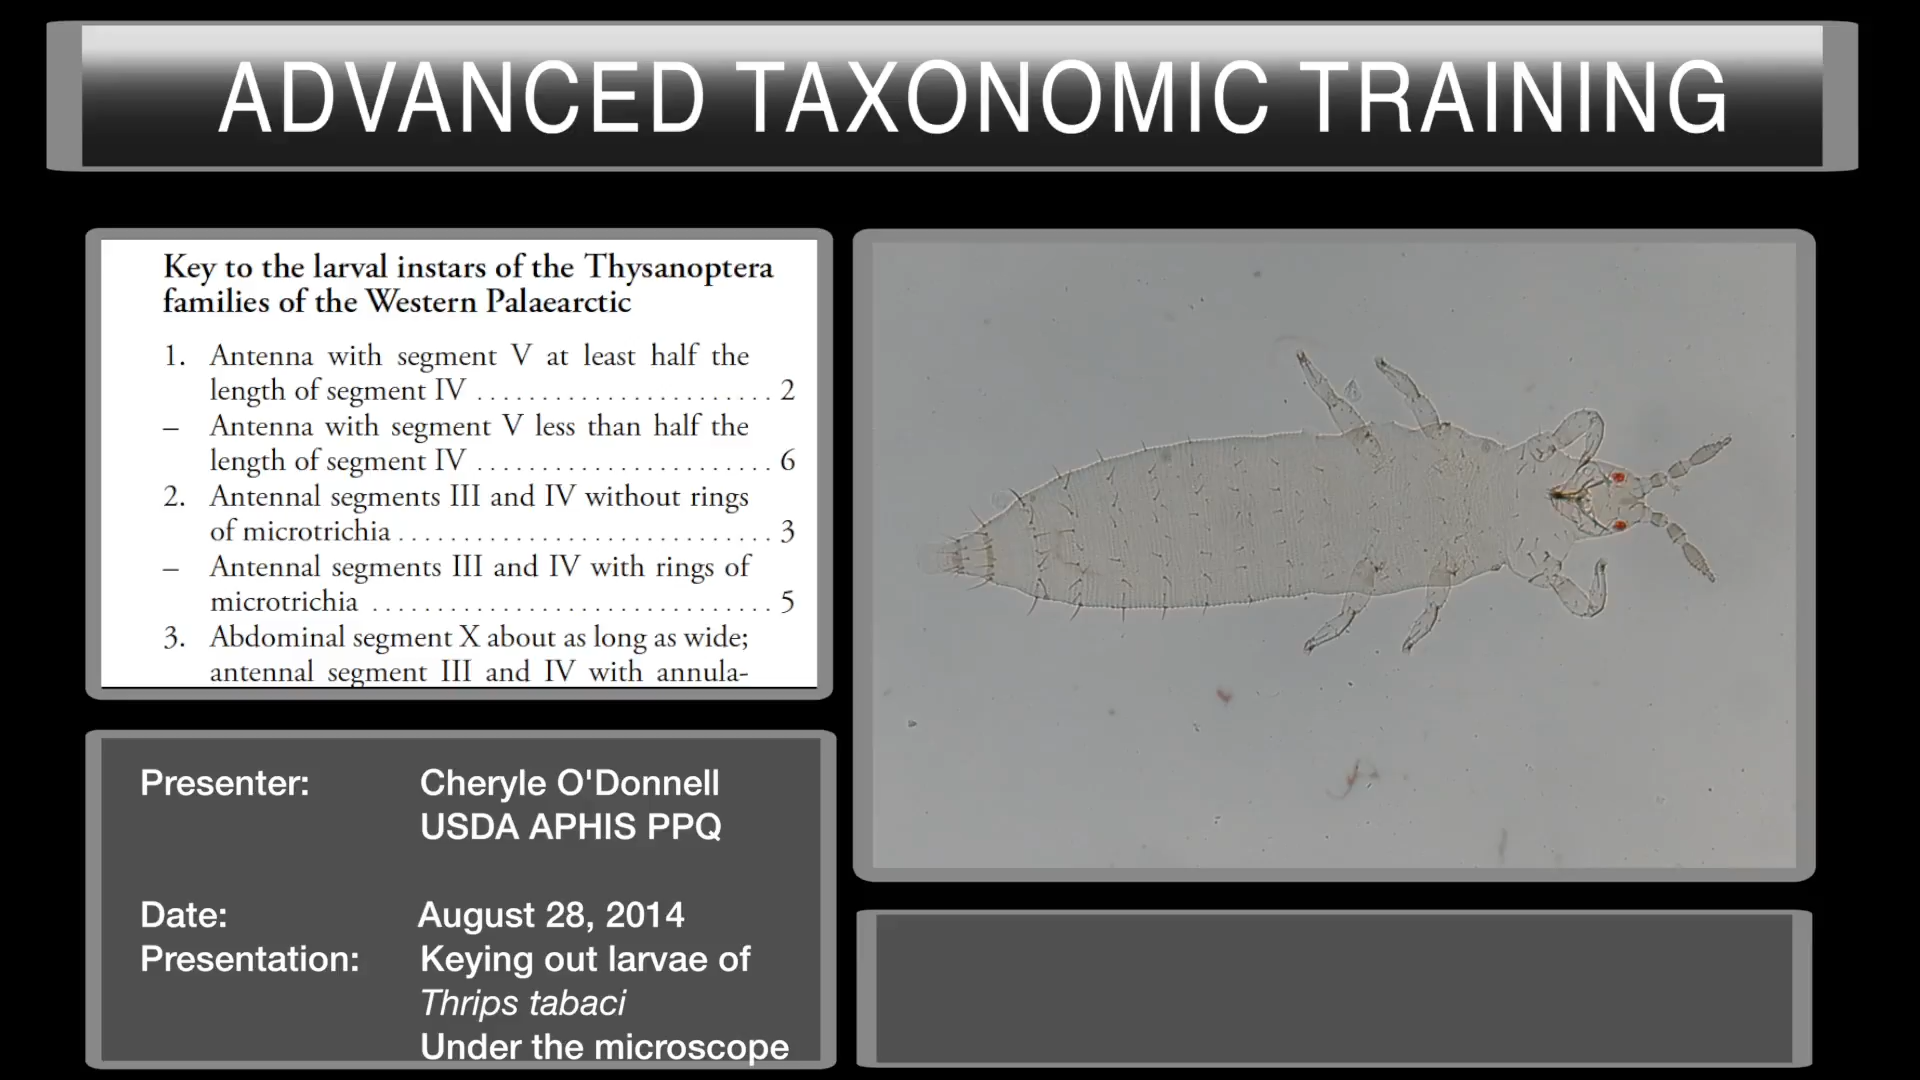 ADVANCED TAXONOMIC TRAINING
Key to the larval instars of the Thysanoptera
families of the Western Palaearctic
1. Antenna with segment V at least half the
length of segment IV ....................... 2
– Antenna with segment V less than half the
length of segment IV ....................... 6
2. Antennal segments III and IV without rings
of microtrichia ............................. 3
– Antennal segments III and IV with rings of
microtrichia ............................... 5
3. Abdominal segment X about as long as wide;
antennal segment III and IV with annula-
Presenter: Cheryle O'Donnell
USDA APHIS PPQ
Date: August 28, 2014
Presentation: Keying out larvae of
Thrips tabaci
Under the microscope